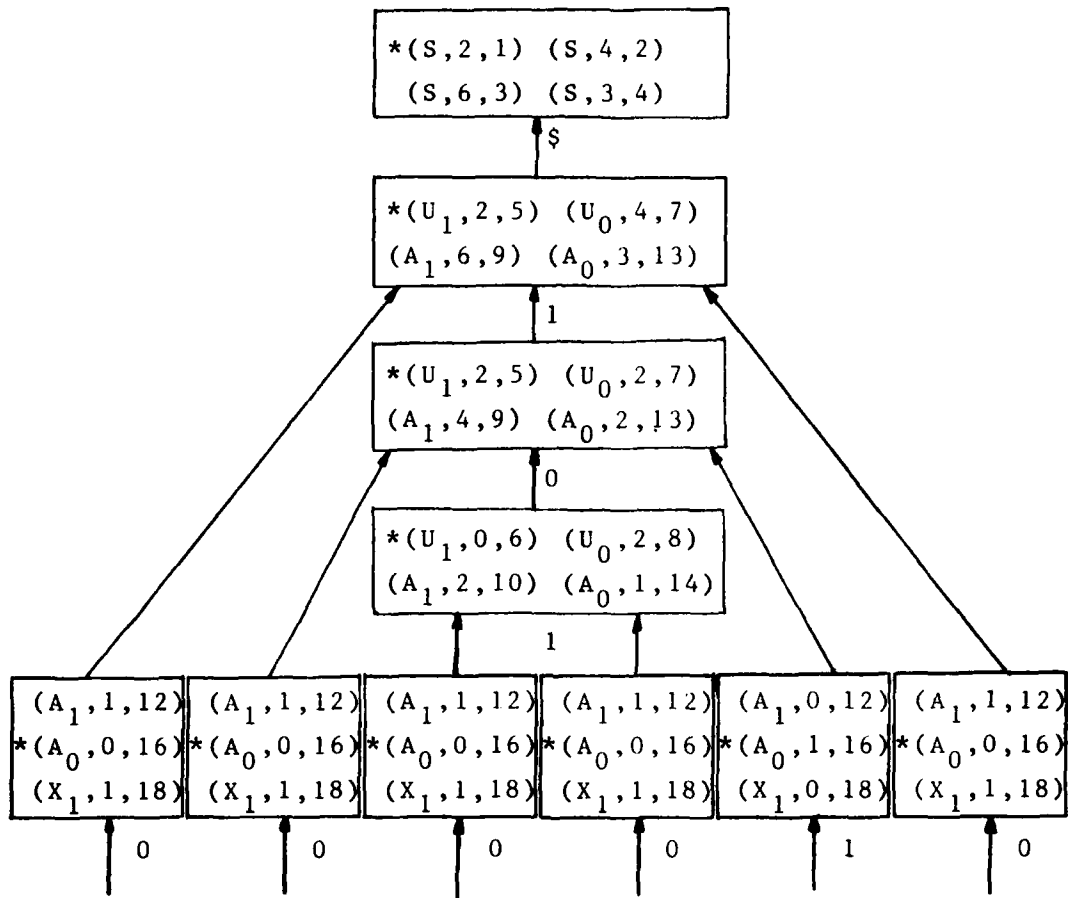 *(S,2,1) (S,4,2)
(S,6,3) (S,3,4)
$
*(U₁,2,5) (U₀,4,7)
(A₁,6,9) (A₀,3,13)
1
*(U₁,2,5) (U₀,2,7)
(A₁,4,9) (A₀,2,13)
0
*(U₁,0,6) (U₀,2,8)
(A₁,2,10) (A₀,1,14)
1
(A₁,1,12) (A₁,1,12) (A₁,1,12) (A₁,1,12) (A₁,0,12) (A₁,1,12)
*(A₀,0,16) *(A₀,0,16) *(A₀,0,16) *(A₀,0,16) *(A₀,1,16) *(A₀,0,16)
(X₁,1,18) (X₁,1,18) (X₁,1,18) (X₁,1,18) (X₁,0,18) (X₁,1,18)
0 0 0 0 1 0